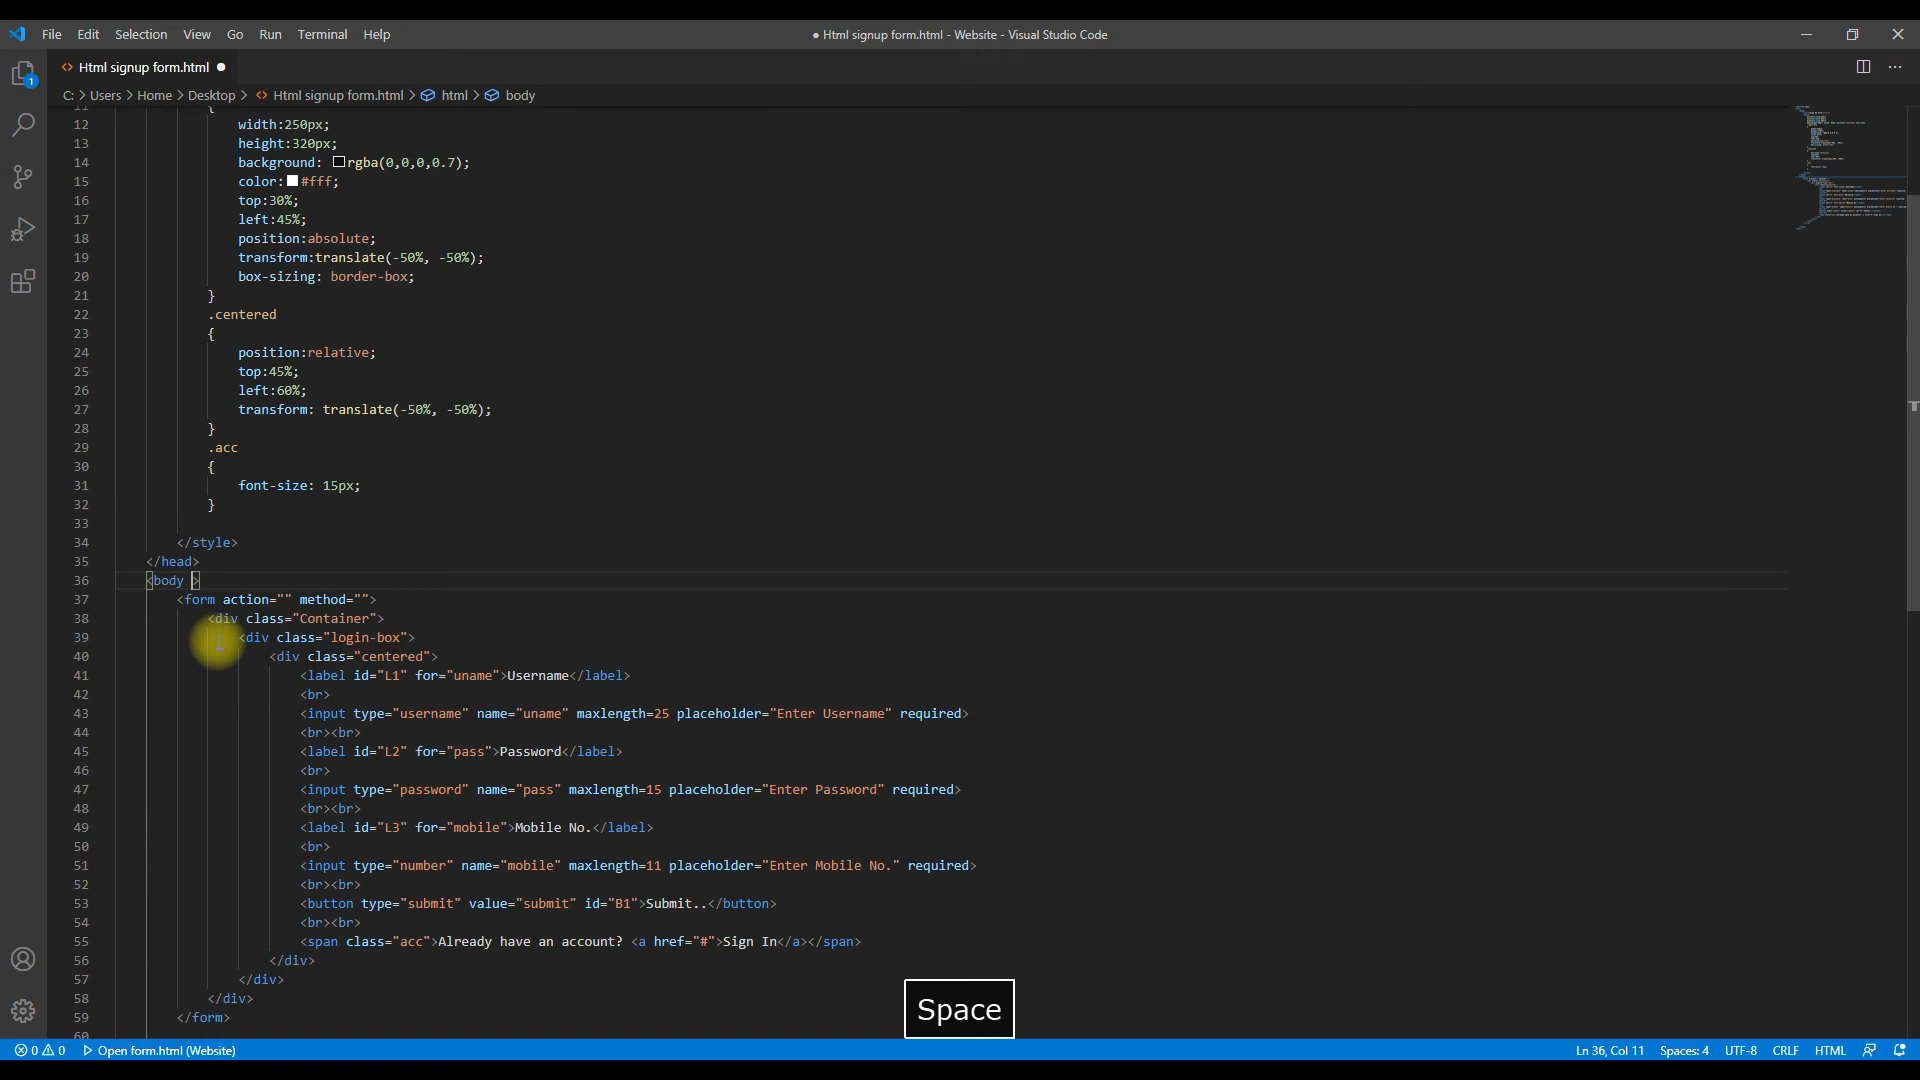 File Edit Selection View Go Run Terminal Help
● Html signup form.html - Website - Visual Studio Code
<> Html signup form.html ●
1
C: > Users > Home > Desktop > <> Html signup form.html > html > body
11 {
12 width:250px;
13 height:320px;
14 background: rgba(0,0,0,0.7);
15 color: #fff;
16 top:30%;
17 left:45%;
18 position:absolute;
19 transform:translate(-50%, -50%);
20 box-sizing: border-box;
21 }
22 .centered
23 {
24 position:relative;
25 top:45%;
26 left:60%;
27 transform: translate(-50%, -50%);
28 }
29 .acc
30 {
31 font-size: 15px;
32 }
33
34 </style>
35 </head>
36 <body >
37 <form action="" method="">
38 <div class="Container">
39 <div class="login-box">
40 <div class="centered">
41 <label id="L1" for="uname">Username</label>
42 <br>
43 <input type="username" name="uname" maxlength=25 placeholder="Enter Username" required>
44 <br><br>
45 <label id="L2" for="pass">Password</label>
46 <br>
47 <input type="password" name="pass" maxlength=15 placeholder="Enter Password" required>
48 <br><br>
49 <label id="L3" for="mobile">Mobile No.</label>
50 <br>
51 <input type="number" name="mobile" maxlength=11 placeholder="Enter Mobile No." required>
52 <br><br>
53 <button type="submit" value="submit" id="B1">Submit..</button>
54 <br><br>
55 <span class="acc">Already have an account? <a href="#">Sign In</a></span>
56 </div>
57 </div>
58 </div>
59 </form>
60
Space
0 0 Open form.html (Website)
Ln 36, Col 11 Spaces: 4 UTF-8 CRLF HTML